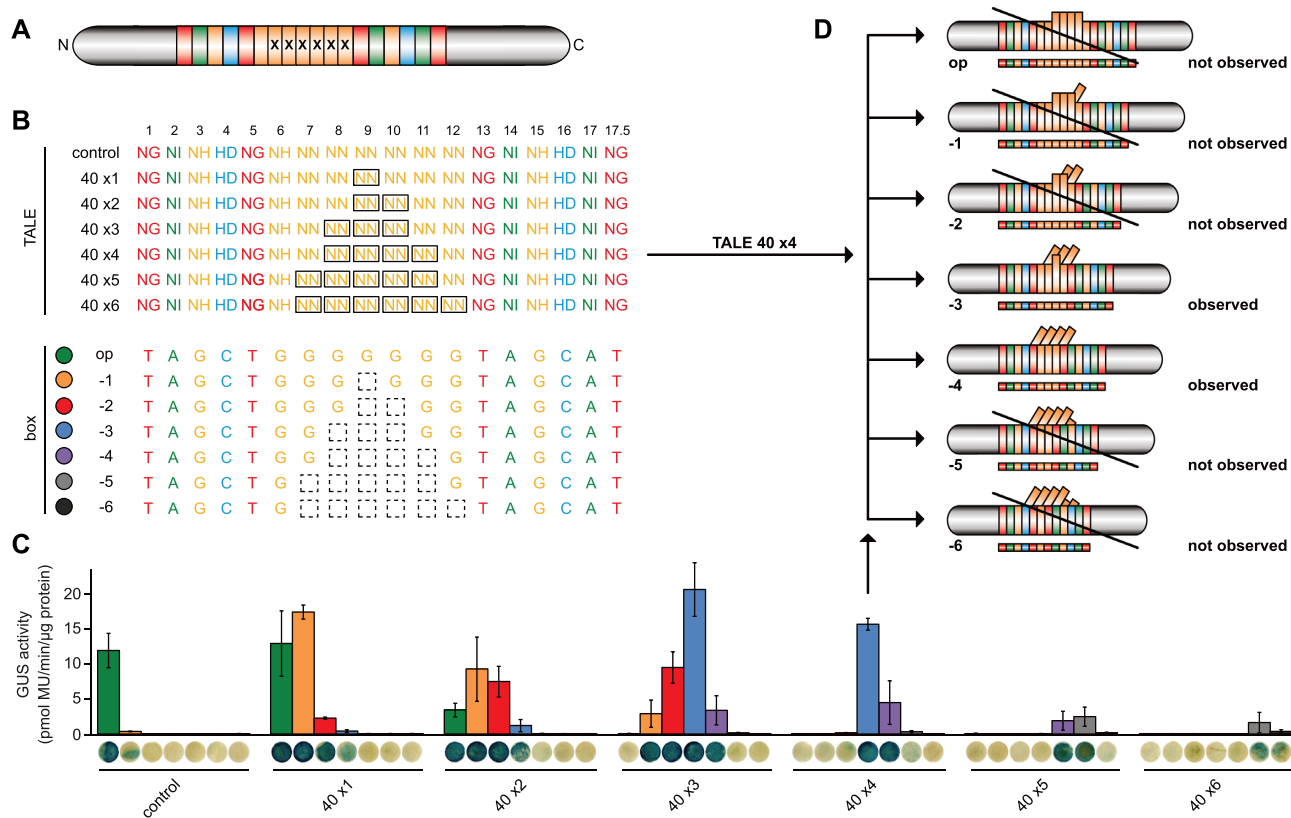 A
N
x x x x x x
C
B
1 2 3 4 5 6 7 8 9 10 11 12 13 14 15 16 17 17.5
TALE
control NG NI NH HD NG NH NN NN NN NN NN NN NG NI NH HD NI NG
40 x1 NG NI NH HD NG NH NN NN NN NN NN NN NG NI NH HD NI NG
40 x2 NG NI NH HD NG NH NN NN NN NN NN NN NG NI NH HD NI NG
40 x3 NG NI NH HD NG NH NN NN NN NN NN NN NG NI NH HD NI NG
40 x4 NG NI NH HD NG NH NN NN NN NN NN NN NG NI NH HD NI NG
40 x5 NG NI NH HD NG NH NN NN NN NN NN NN NG NI NH HD NI NG
40 x6 NG NI NH HD NG NH NN NN NN NN NN NN NG NI NH HD NI NG
box
op T A G C T G G G G G G G T A G C A T
-1 T A G C T G G G G G G T A G C A T
-2 T A G C T G G G G G T A G C A T
-3 T A G C T G G G G T A G C A T
-4 T A G C T G G G T A G C A T
-5 T A G C T G G T A G C A T
-6 T A G C T G T A G C A T
TALE 40 x4
C
GUS activity
(pmol MU/min/µg protein)
20
15
10
5
0
control
40 x1
40 x2
40 x3
40 x4
40 x5
40 x6
D
op not observed
-1 not observed
-2 not observed
-3 observed
-4 observed
-5 not observed
-6 not observed